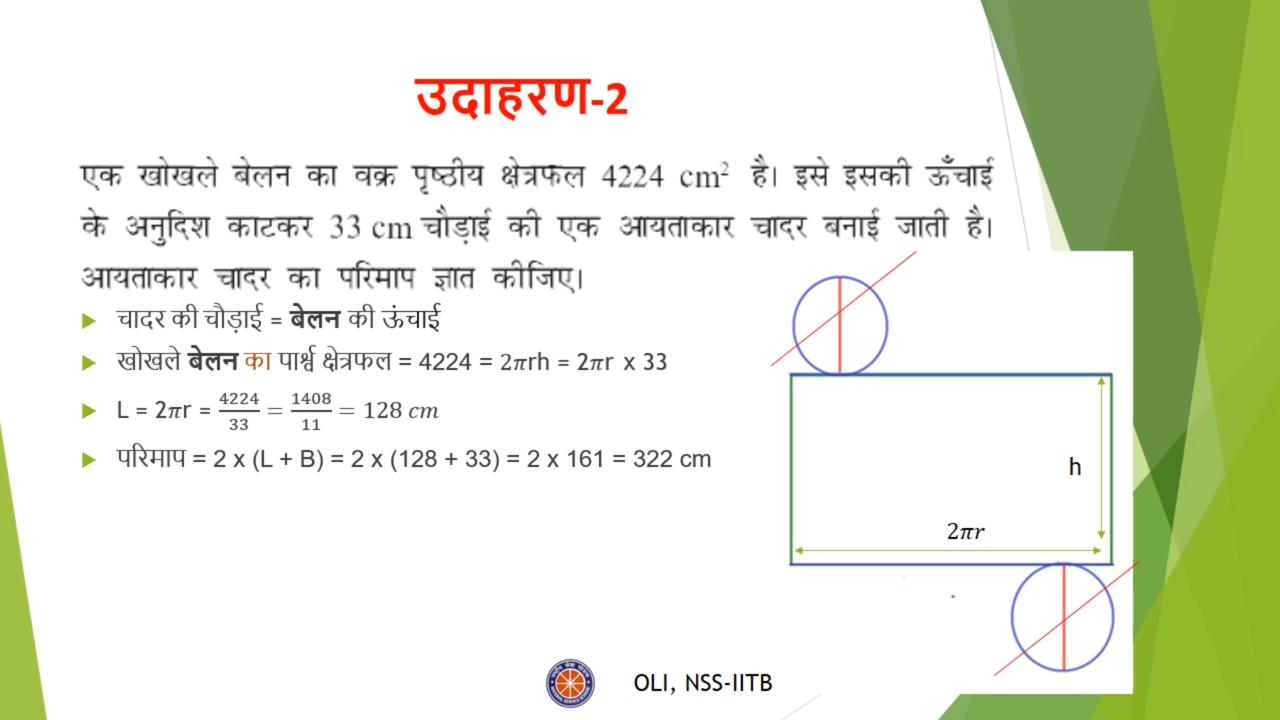 उदाहरण-2
एक खोखले बेलन का वक्र पृष्ठीय क्षेत्रफल 4224 cm² है। इसे इसकी ऊँचाई
के अनुदिश काटकर 33 cm चौड़ाई की एक आयताकार चादर बनाई जाती है।
आयताकार चादर का परिमाप ज्ञात कीजिए।
चादर की चौड़ाई = बेलन की ऊंचाई
खोखले बेलन का पार्श्व क्षेत्रफल = 4224 = 2𝜋rh = 2𝜋r x 33
L = 2𝜋r = 4224/33 = 1408/11 = 128 cm
परिमाप = 2 x (L + B) = 2 x (128 + 33) = 2 x 161 = 322 cm
h
2𝜋r
OLI, NSS-IITB